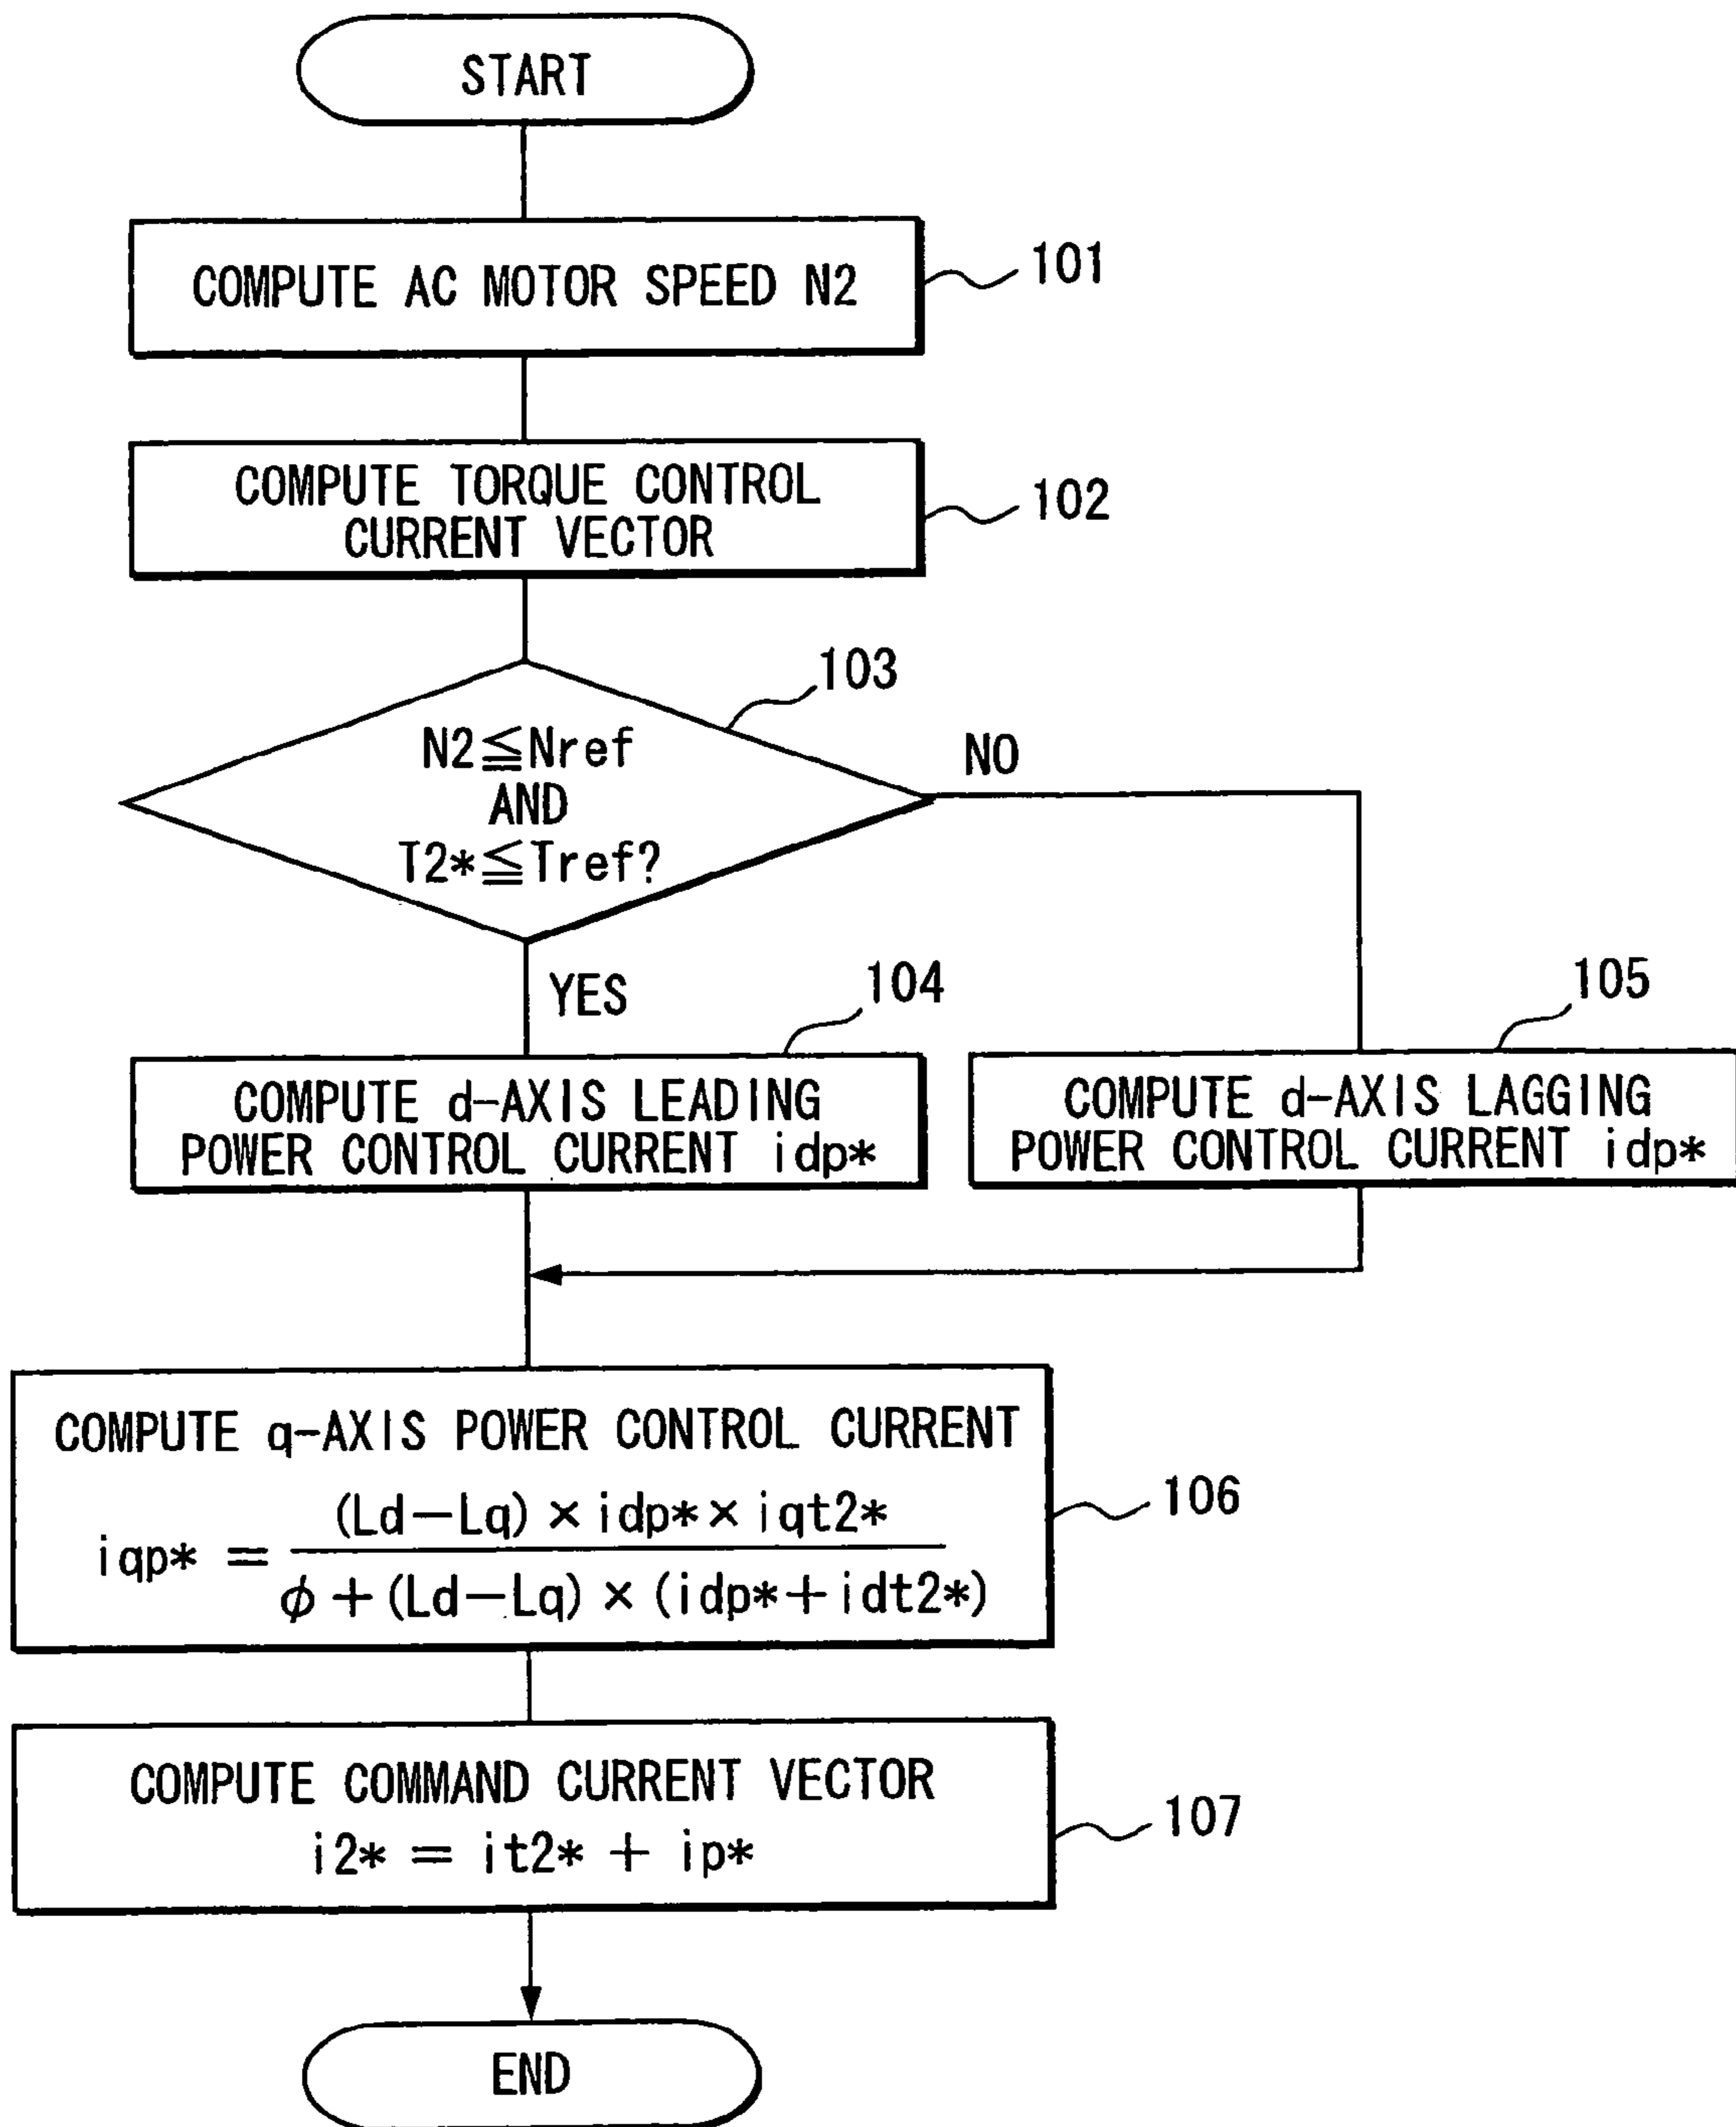 START
COMPUTE AC MOTOR SPEED N2
101
COMPUTE TORQUE CONTROL
CURRENT VECTOR
102
103
N2≦Nref
AND
T2*≦Tref?
NO
YES
104
COMPUTE d-AXIS LEADING
POWER CONTROL CURRENT idp*
105
COMPUTE d-AXIS LAGGING
POWER CONTROL CURRENT idp*
COMPUTE q-AXIS POWER CONTROL CURRENT
(Ld-Lq) × idp* × iqt2*
iqp* =
ϕ + (Ld-Lq) × (idp*+idt2*)
106
COMPUTE COMMAND CURRENT VECTOR
i2* = it2* + ip*
107
END